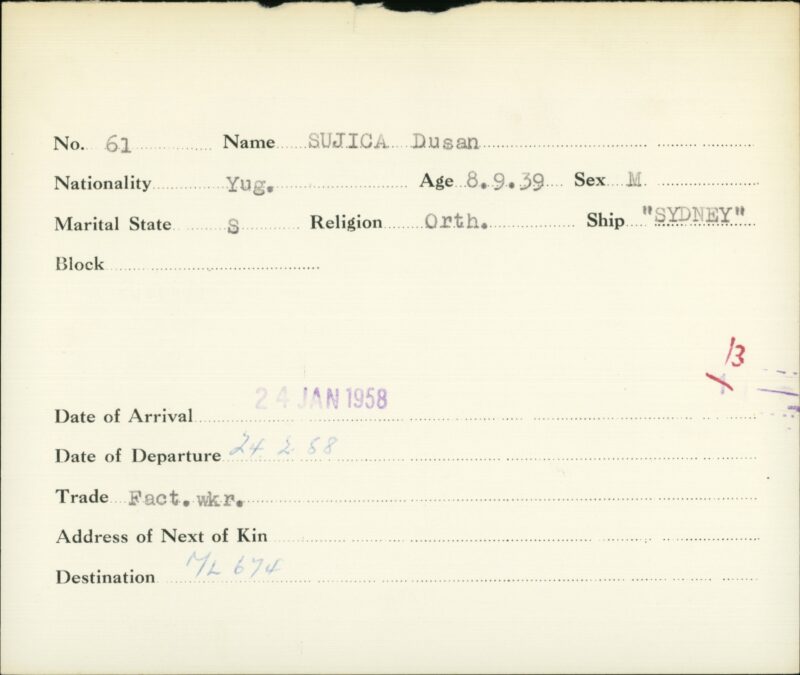 No. 61 Name SUJICA Dusan
Nationality Yug. Age 8.9.39 Sex M
Marital State S Religion Orth. Ship "SYDNEY"
Block
13
Date of Arrival 24 JAN 1958
Date of Departure 24 2 58
Trade Fact.wkr.
Address of Next of Kin
Destination M/L 674